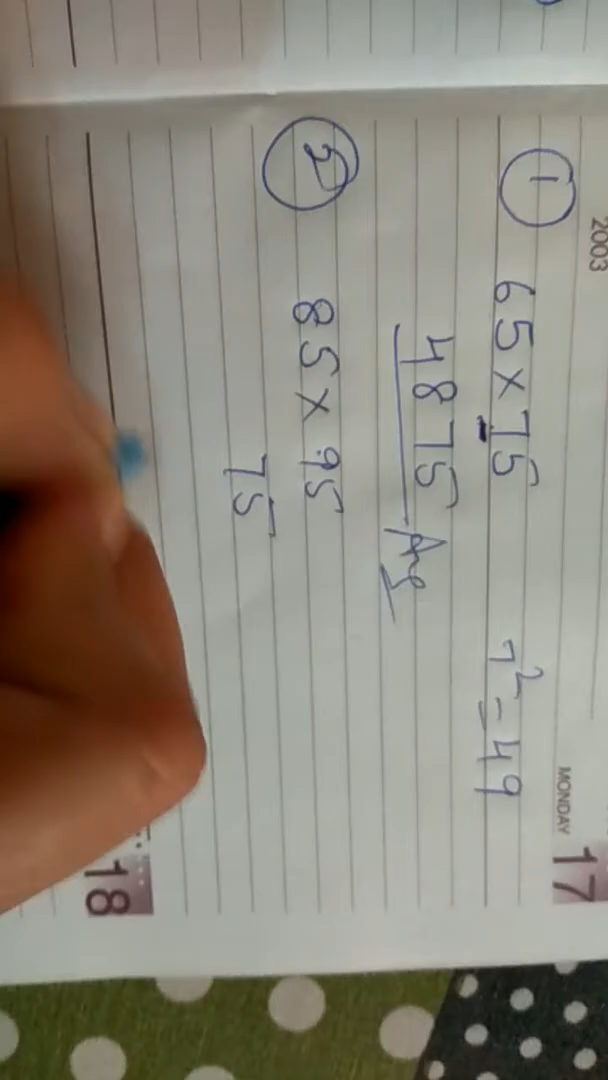 2003
MONDAY 17
① 65 × 75 7² = 49
4875 Ans
② 85 × 95
75
18